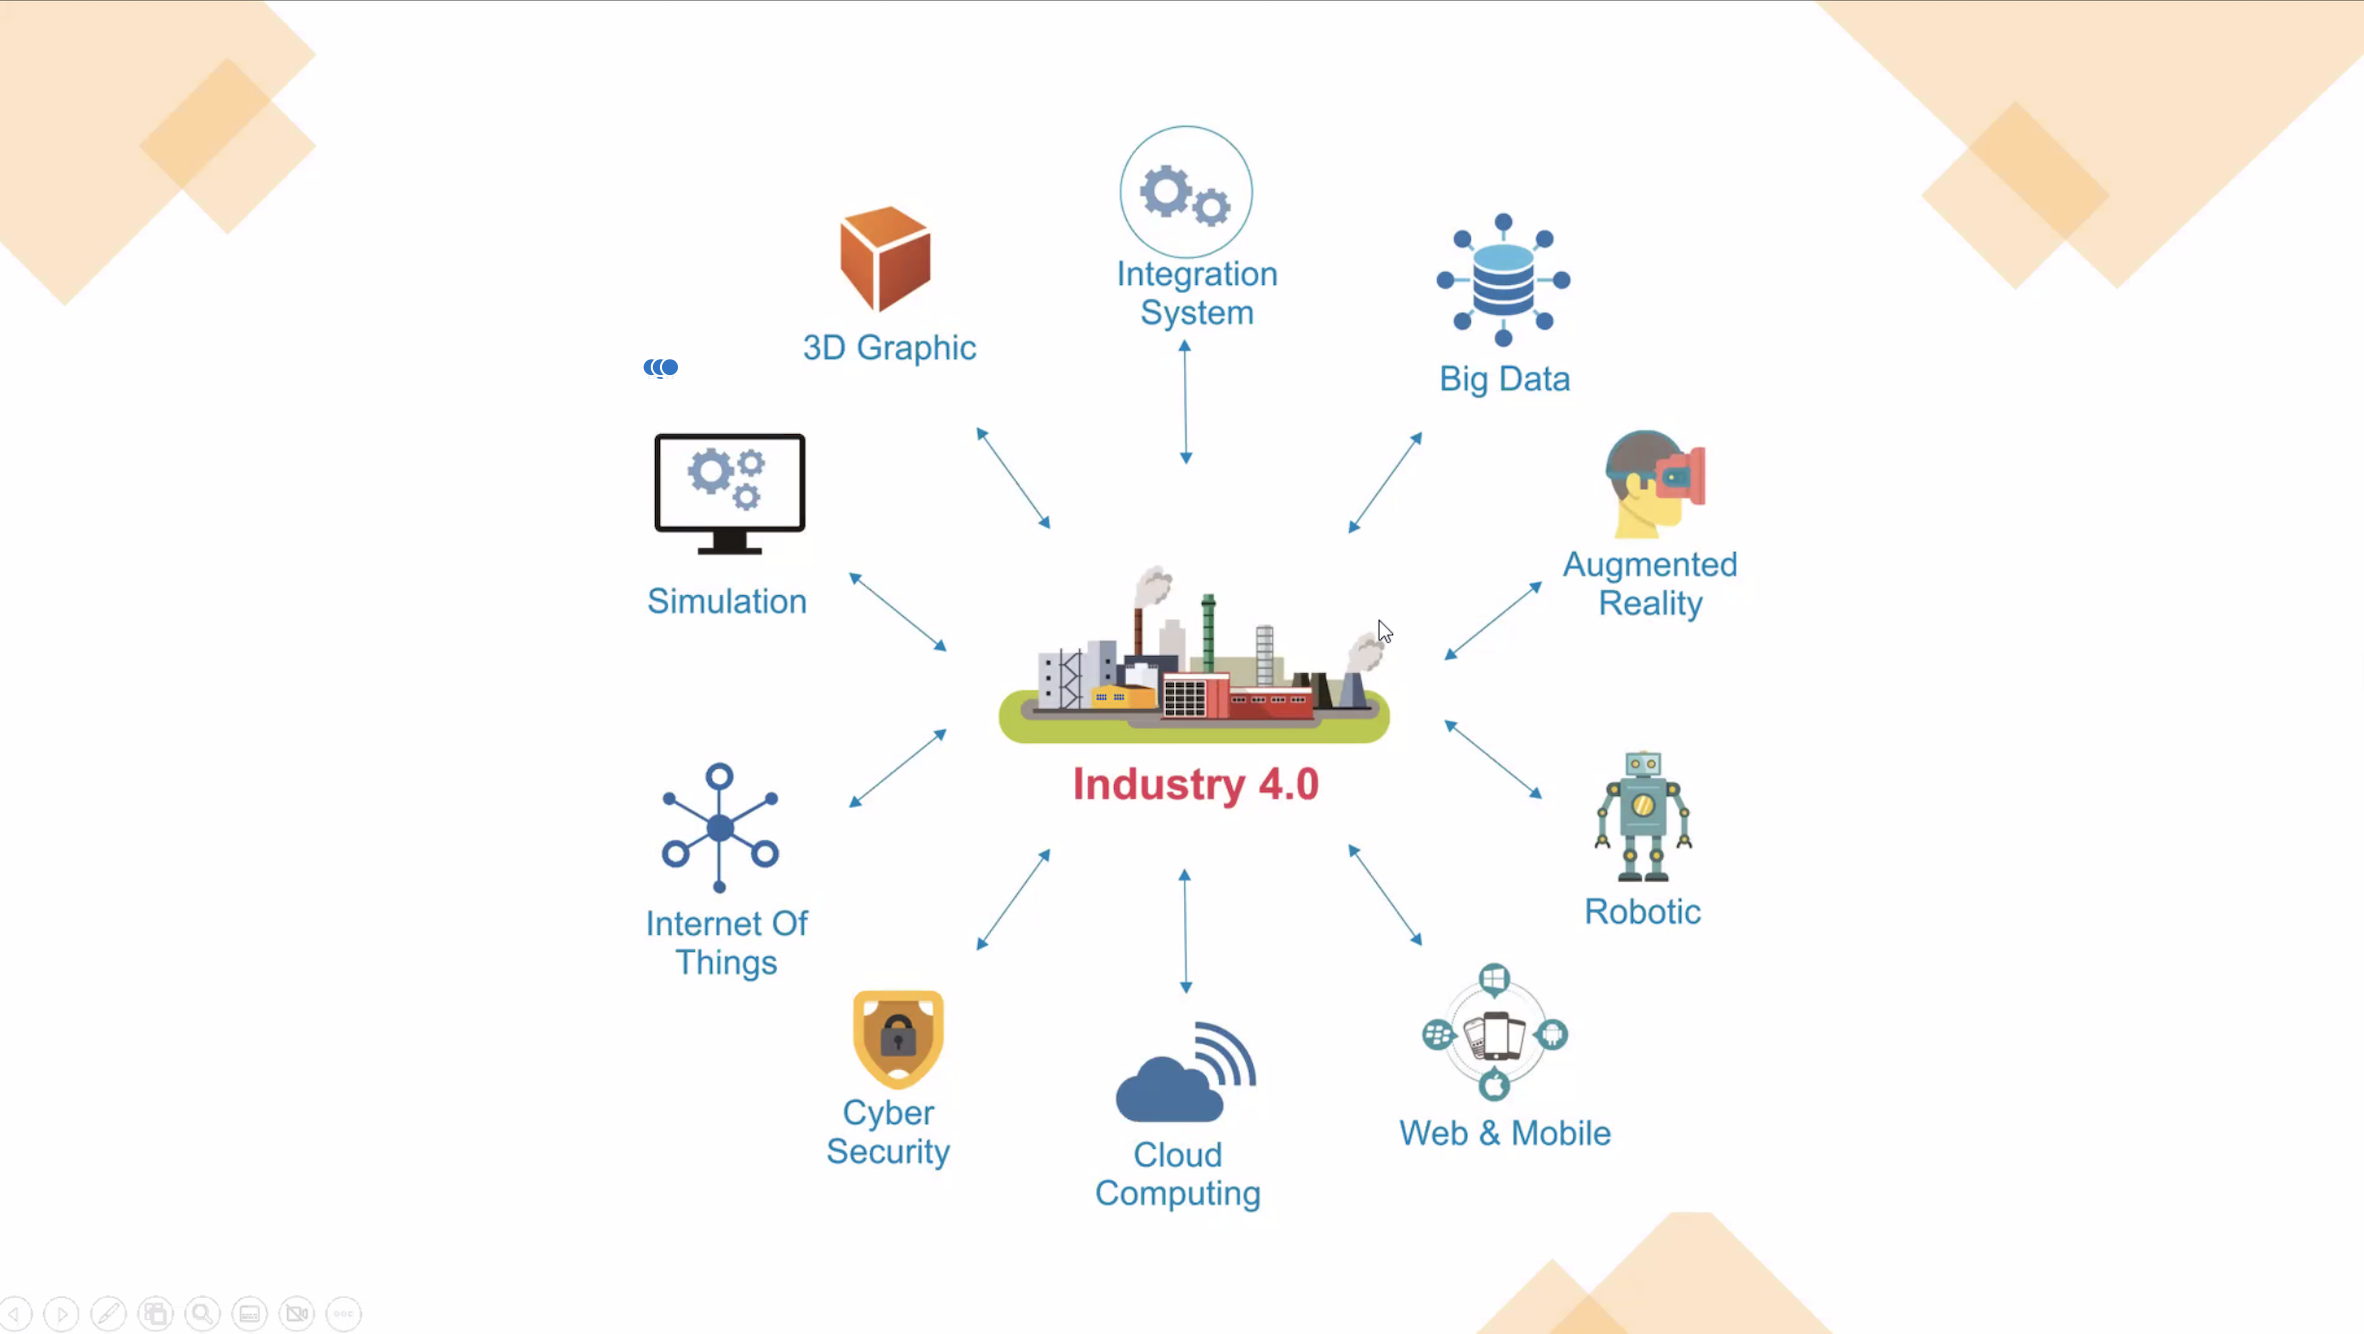 Integration
System
3D Graphic
Big Data
Augmented
Reality
Simulation
Industry 4.0
Internet Of
Things
Robotic
Cyber
Security
Web & Mobile
Cloud
Computing